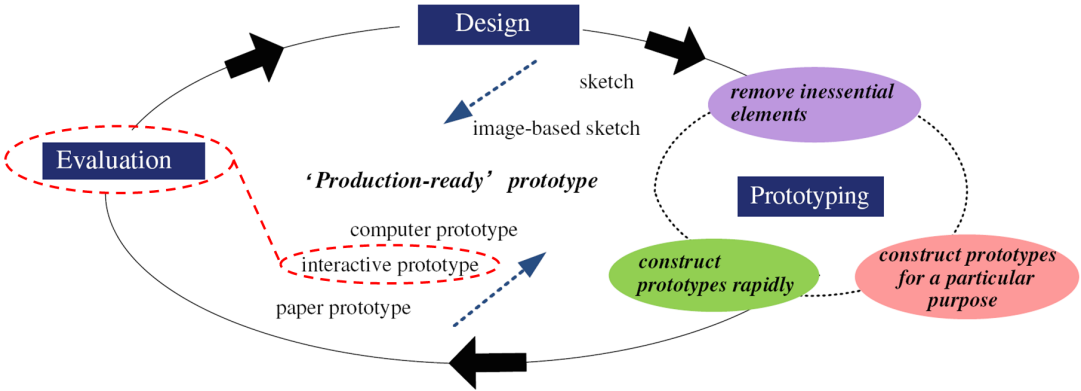 Design
sketch
image-based sketch
remove inessential
elements
Evaluation
‘Production-ready’ prototype
Prototyping
computer prototype
interactive prototype
paper prototype
construct
prototypes rapidly
construct prototypes
for a particular
purpose